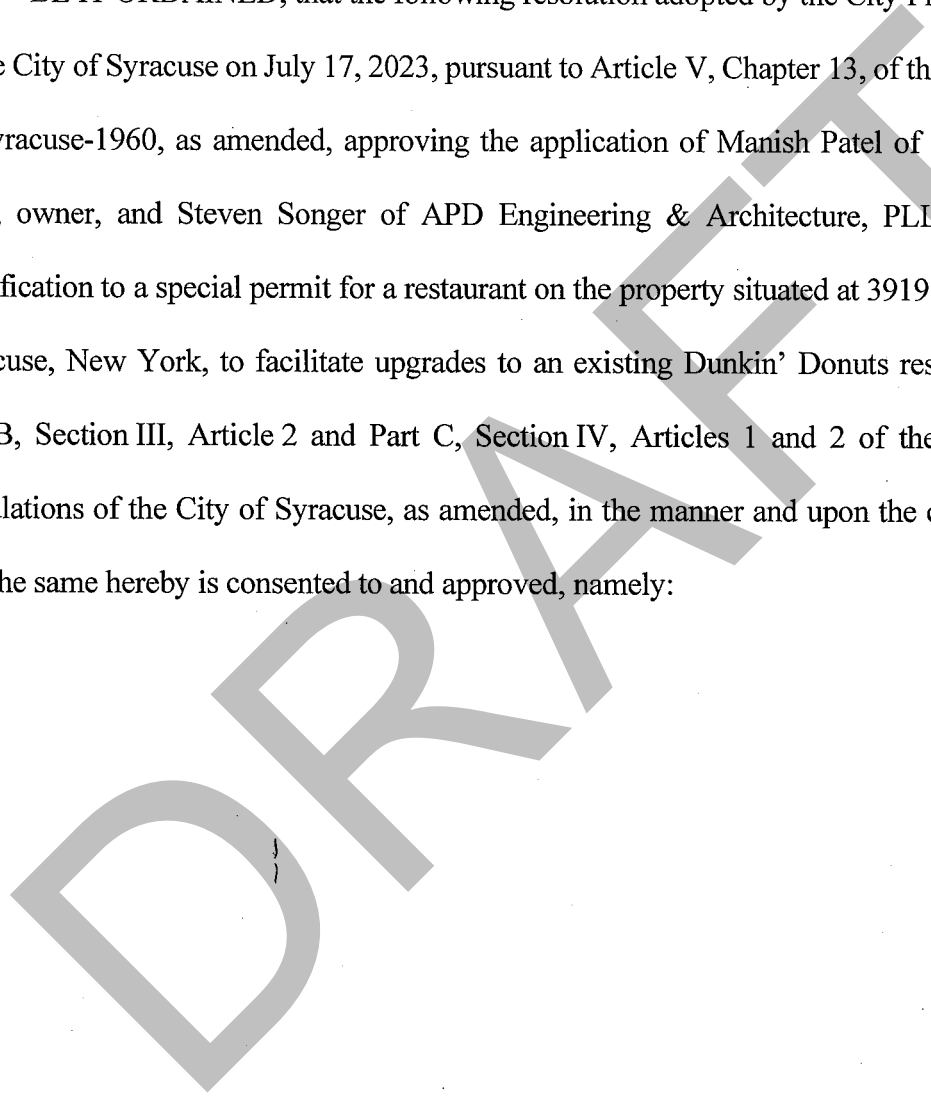 BE IT ORDAINED, that the following resolution adopted by the City
e City of Syracuse on July 17, 2023, pursuant to Article V, Chapter 13, of th
yracuse-1960, as amended, approving the application of Manish Patel of
, owner, and Steven Songer of APD Engineering & Architecture, PLL
fication to a special permit for a restaurant on the property situated at 3919
cuse, New York, to facilitate upgrades to an existing Dunkin’ Donuts res
B, Section III, Article 2 and Part C, Section IV, Articles 1 and 2 of the
lations of the City of Syracuse, as amended, in the manner and upon the c
he same hereby is consented to and approved, namely:
DRAFT